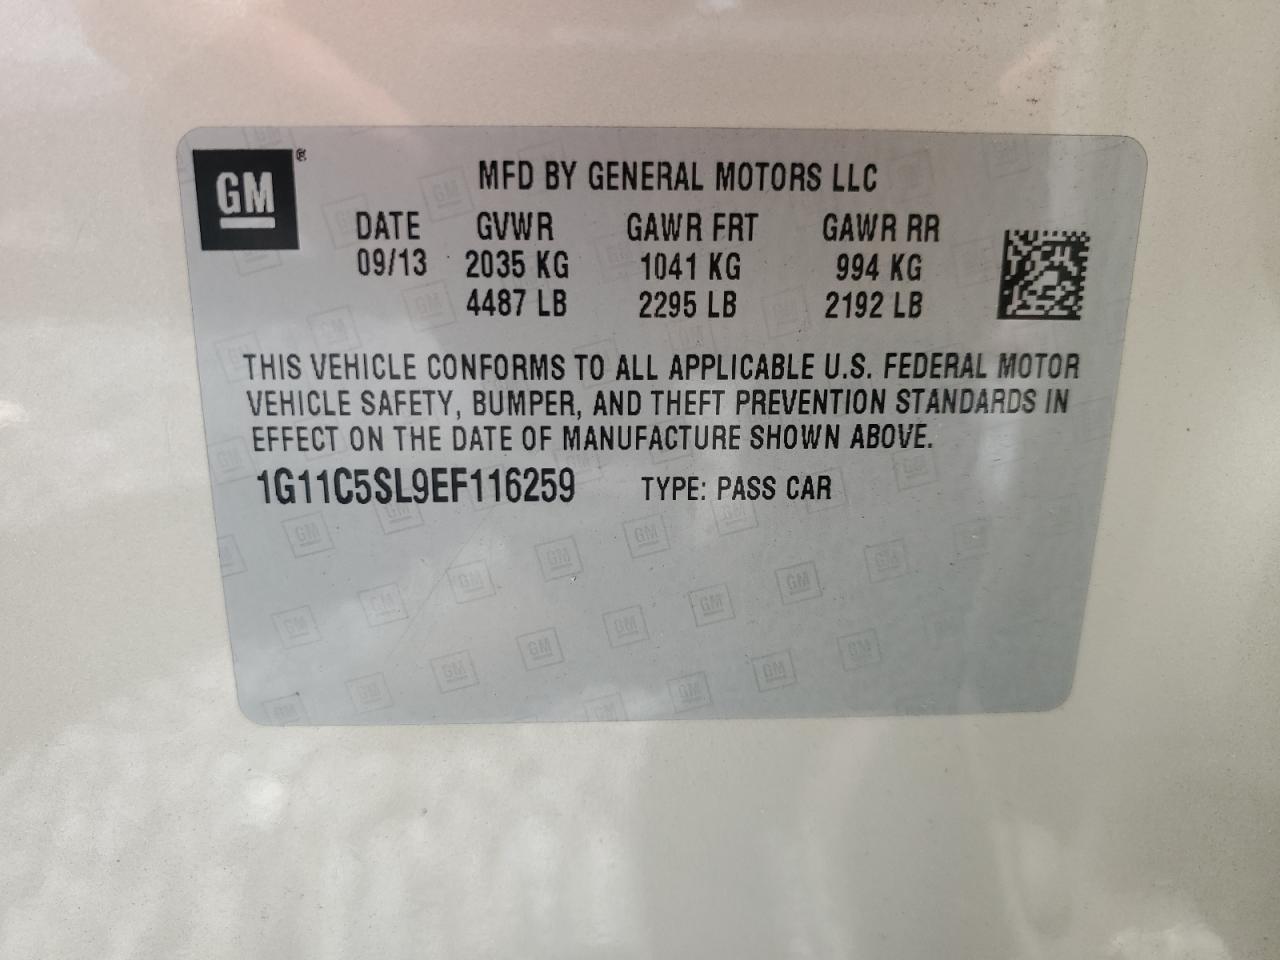 GM®
MFD BY GENERAL MOTORS LLC
DATE GVWR GAWR FRT GAWR RR
09/13 2035 KG 1041 KG 994 KG
4487 LB 2295 LB 2192 LB
THIS VEHICLE CONFORMS TO ALL APPLICABLE U.S. FEDERAL MOTOR
VEHICLE SAFETY, BUMPER, AND THEFT PREVENTION STANDARDS IN
EFFECT ON THE DATE OF MANUFACTURE SHOWN ABOVE.
1G11C5SL9EF116259 TYPE: PASS CAR